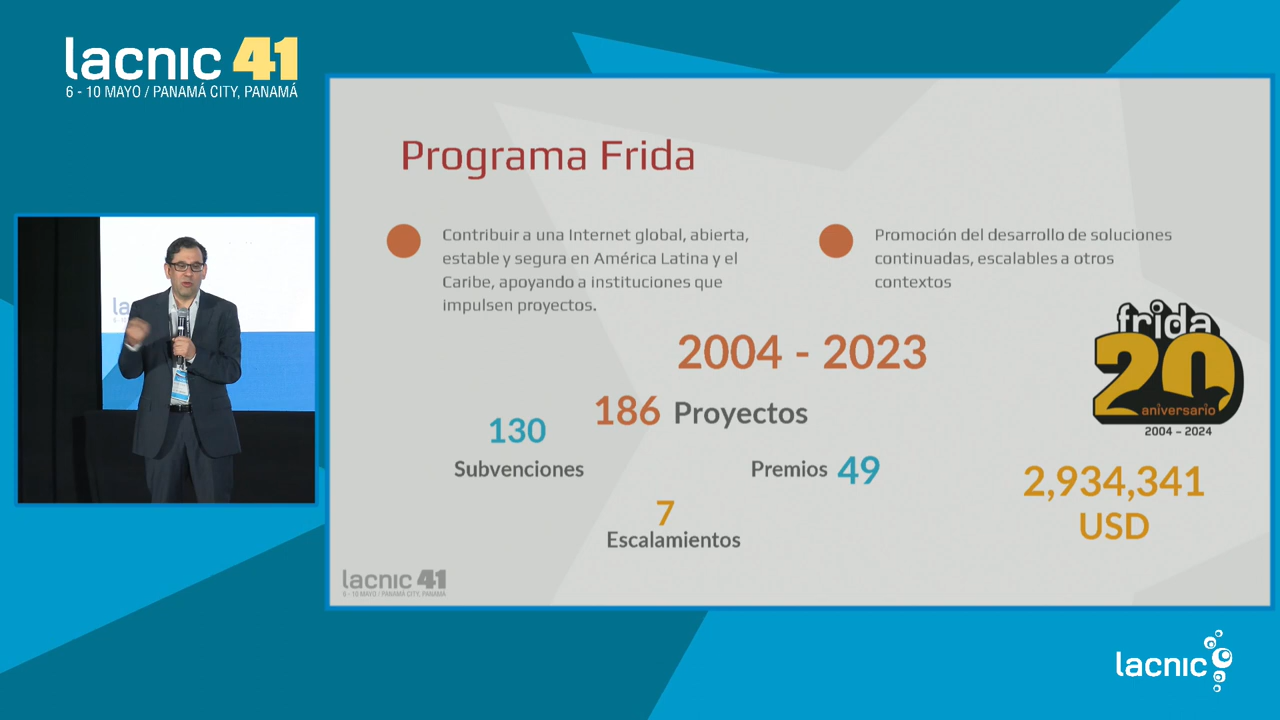 lacnic 41
6 - 10 MAYO / PANAMÁ CITY, PANAMÁ
Programa Frida
Contribuir a una Internet global, abierta,
estable y segura en América Latina y el
Caribe, apoyando a instituciones que
impulsen proyectos.
Promoción del desarrollo de soluciones
continuadas, escalables a otros
contextos
2004 - 2023
186 Proyectos
130
Subvenciones
Premios 49
7
Escalamientos
frida
20
aniversario
2004 – 2024
2,934,341
USD
lacnic 41
6 - 10 MAYO / PANAMÁ CITY, PANAMÁ
lacnic